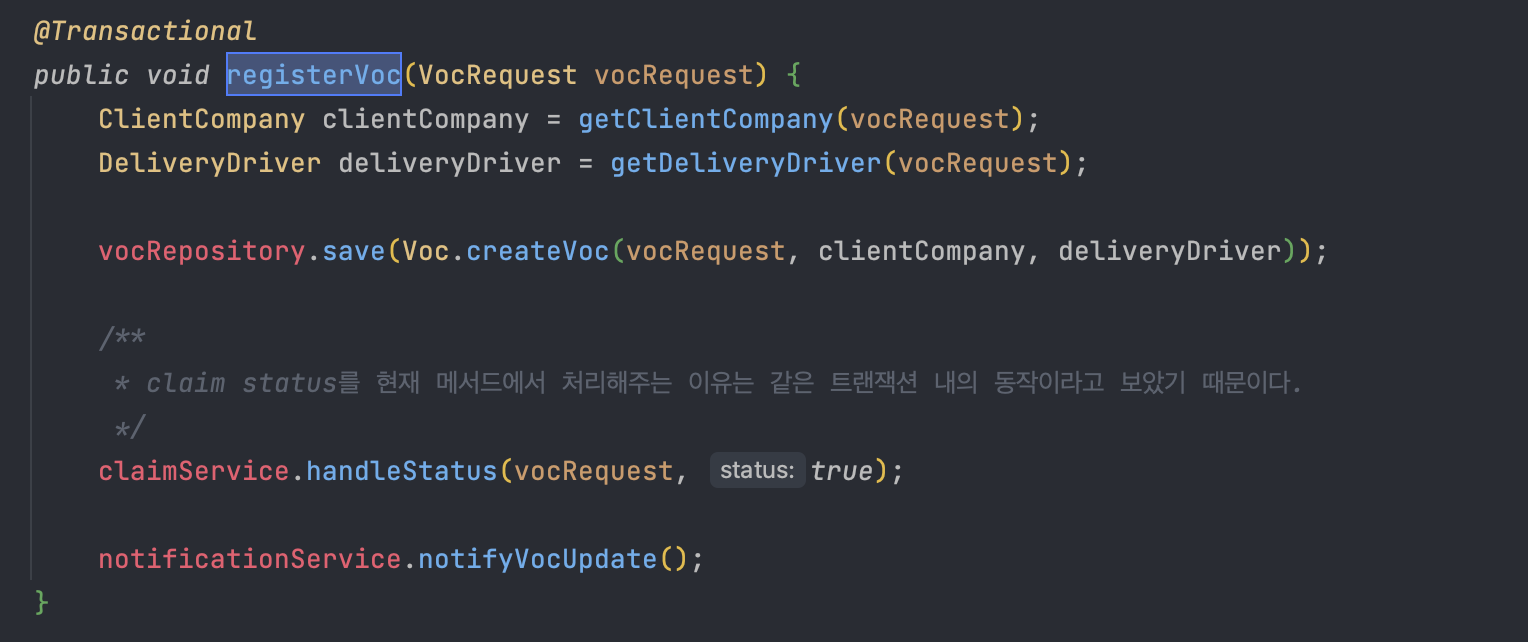 @Transactional
public void registerVoc(VocRequest vocRequest) {
ClientCompany clientCompany = getClientCompany(vocRequest);
DeliveryDriver deliveryDriver = getDeliveryDriver(vocRequest);
vocRepository.save(Voc.createVoc(vocRequest, clientCompany, deliveryDriver));
/**
* claim status를 현재 메서드에서 처리해주는 이유는 같은 트랜잭션 내의 동작이라고 보았기 때문이다.
*/
claimService.handleStatus(vocRequest, status: true);
notificationService.notifyVocUpdate();
}